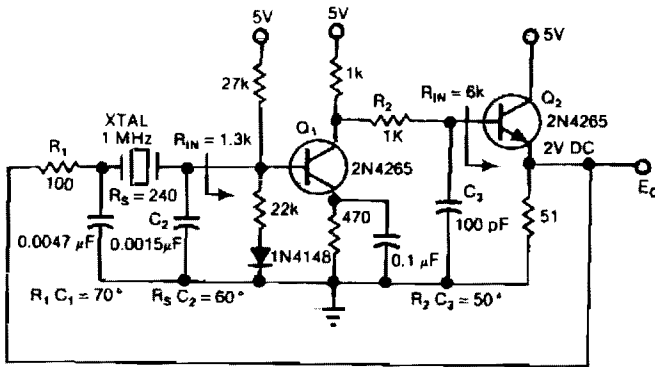 5V
5V
5V
27k
1k
R2
1K
RIN = 6k
Q2
2N4265
2V DC
EO
51
C3
100 pF
XTAL
1 MHz
R1
100
RS = 240
RIN = 1.3k
Q1
2N4265
C2
0.0015μF
0.0047 μF
22k
1N4148
470
0.1 μF
R1 C1 = 70°
RS C2 = 60°
R2 C3 = 50°